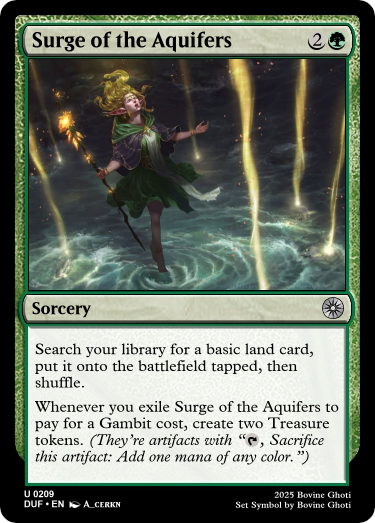 Surge of the Aquifers 2
Sorcery
Search your library for a basic land card,
put it onto the battlefield tapped, then
shuffle.
Whenever you exile Surge of the Aquifers to
pay for a Gambit cost, create two Treasure
tokens. (They're artifacts with “, Sacrifice
this artifact: Add one mana of any color.”)
U 0209
DUF • EN A_CERKN
2025 Bovine Ghoti
Set Symbol by Bovine Ghoti